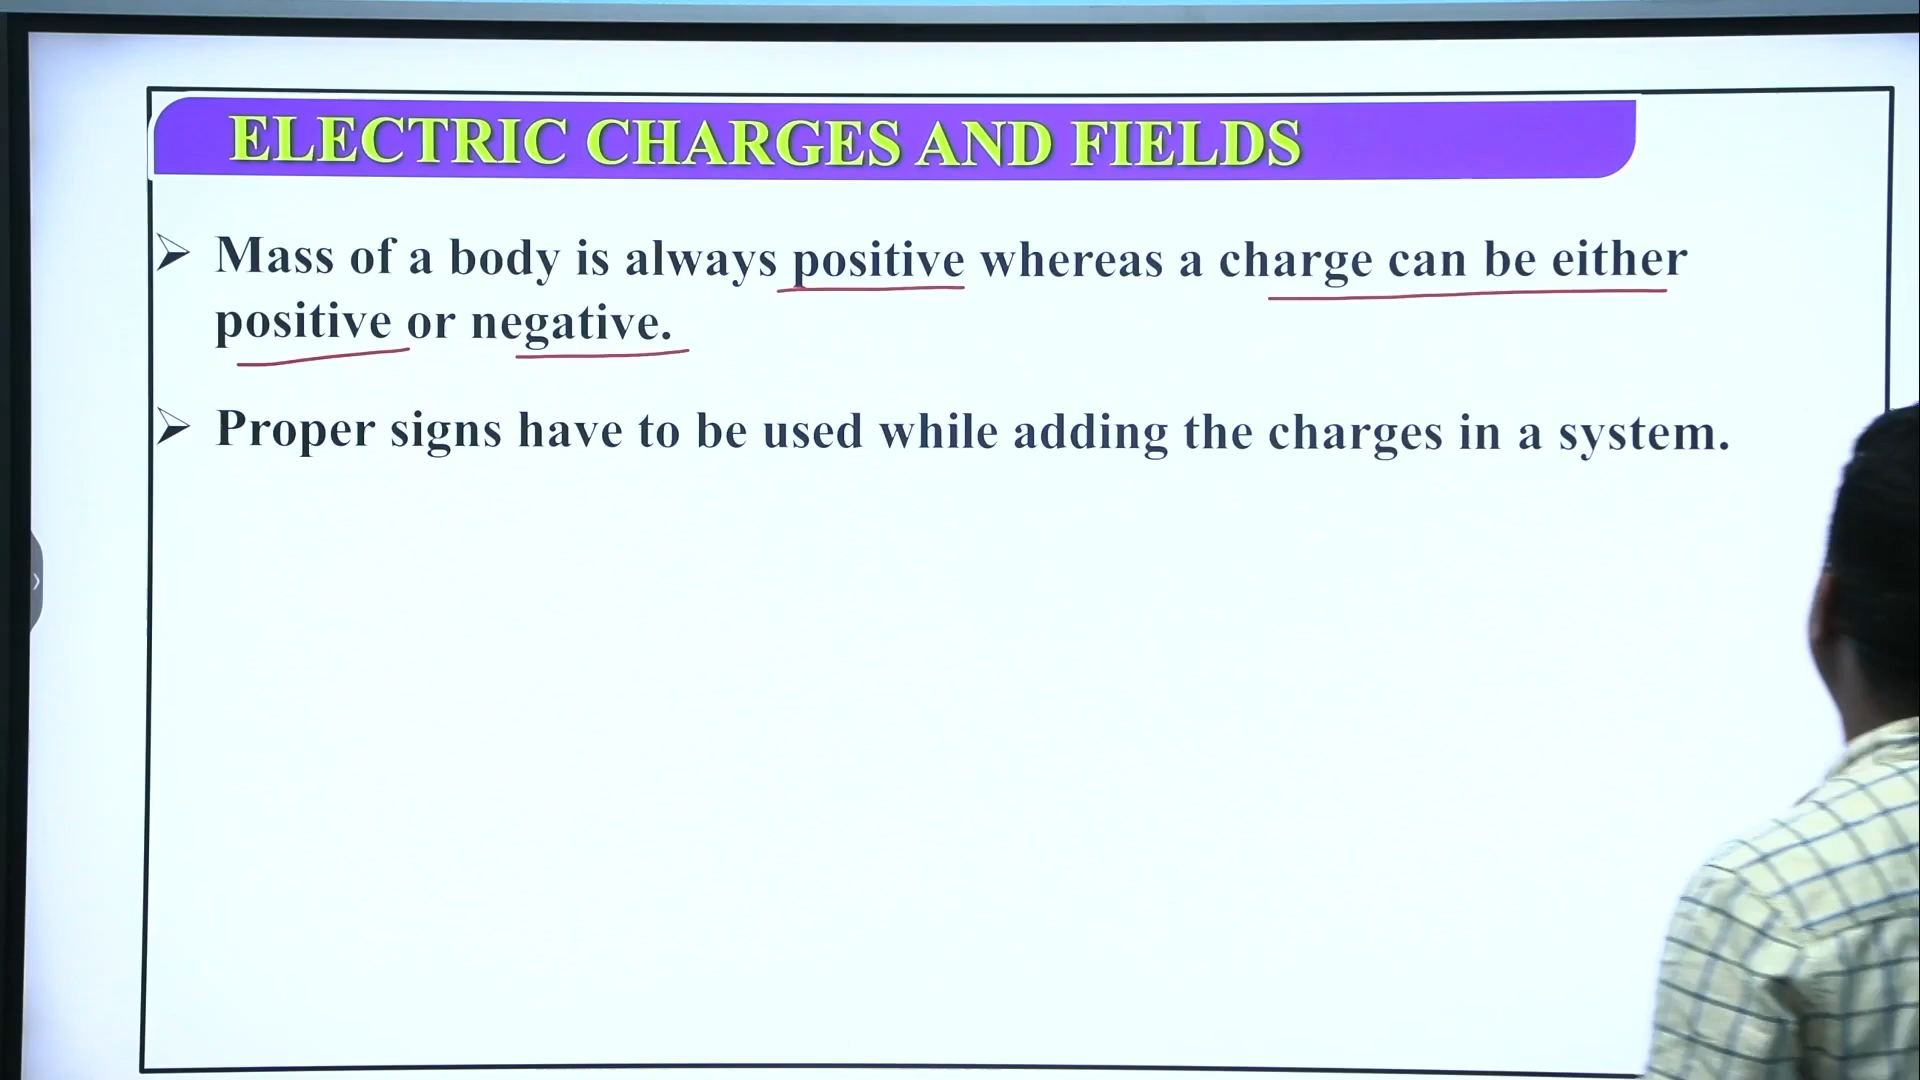 ELECTRIC CHARGES AND FIELDS
Mass of a body is always positive whereas a charge can be either
positive or negative.
Proper signs have to be used while adding the charges in a system.